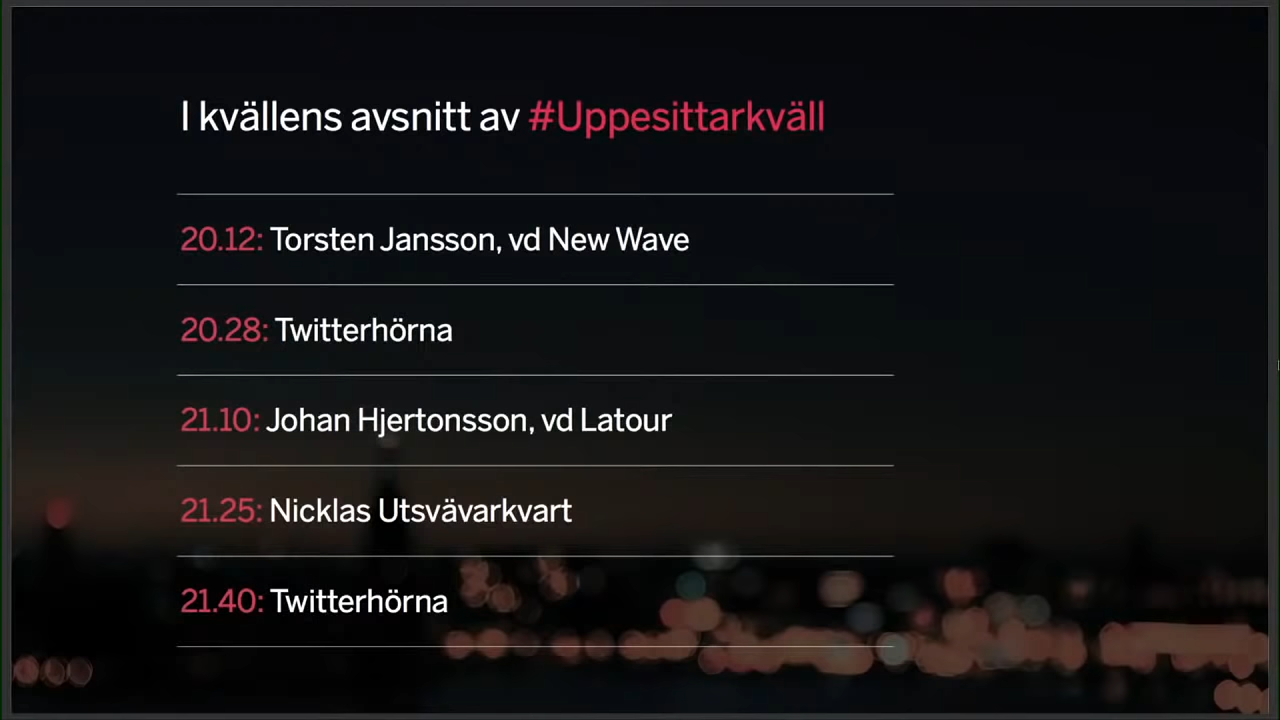 I kvällens avsnitt av #Uppesittarkväll
20.12: Torsten Jansson, vd New Wave
20.28: Twitterhörna
21.10: Johan Hjertonsson, vd Latour
21.25: Nicklas Utsvävarkvart
21.40: Twitterhörna